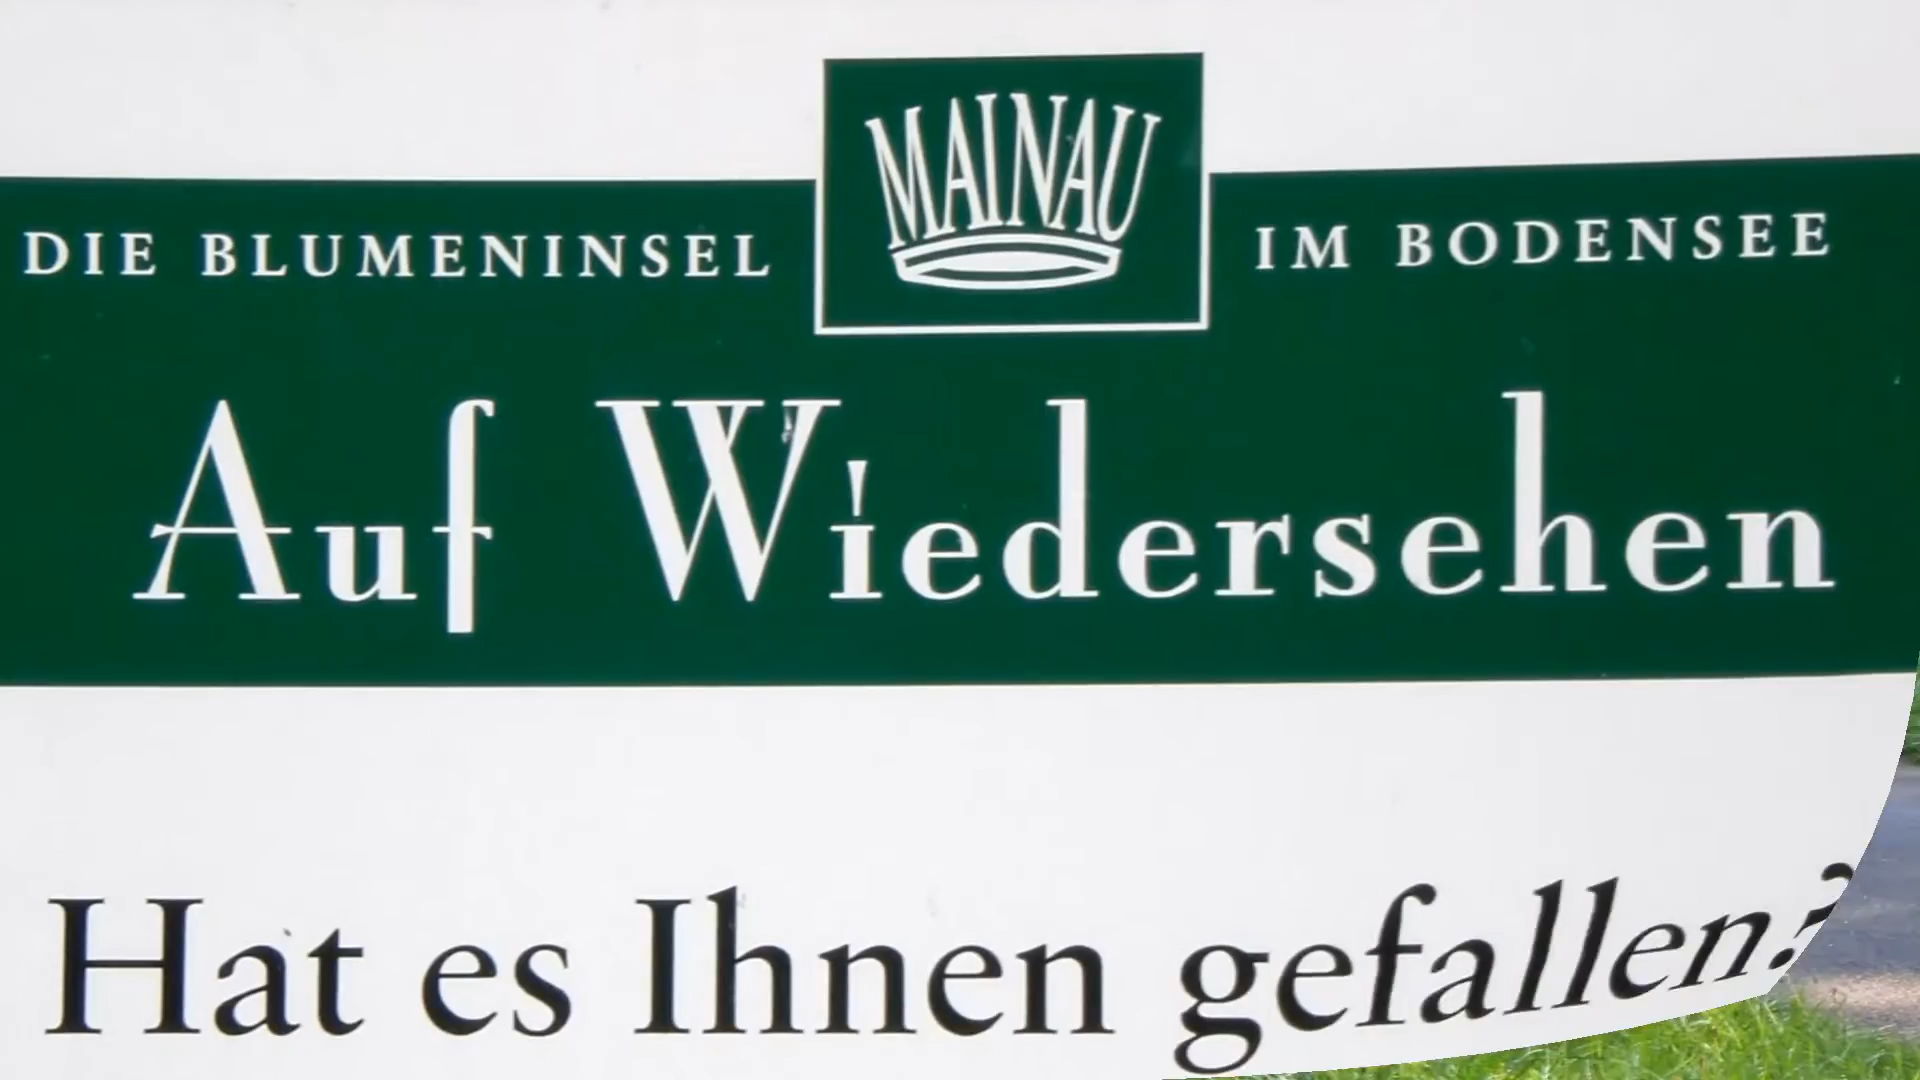 MAINAU
DIE BLUMENINSEL IM BODENSEE
Auf Wiedersehen
Hat es Ihnen gefallen?